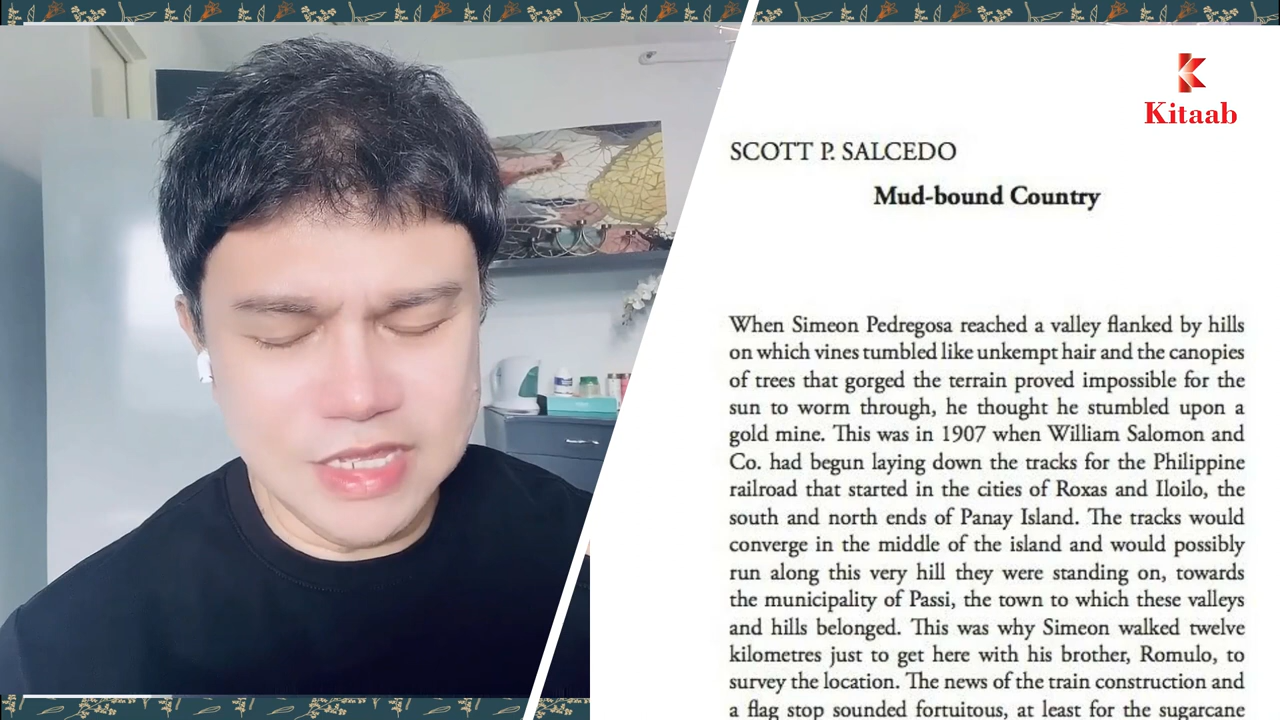 Kitaab
SCOTT P. SALCEDO
Mud-bound Country
When Simeon Pedregosa reached a valley flanked by hills
on which vines tumbled like unkempt hair and the canopies
of trees that gorged the terrain proved impossible for the
sun to worm through, he thought he stumbled upon a
gold mine. This was in 1907 when William Salomon and
Co. had begun laying down the tracks for the Philippine
railroad that started in the cities of Roxas and Iloilo, the
south and north ends of Panay Island. The tracks would
converge in the middle of the island and would possibly
run along this very hill they were standing on, towards
the municipality of Passi, the town to which these valleys
and hills belonged. This was why Simeon walked twelve
kilometres just to get here with his brother, Romulo, to
survey the location. The news of the train construction and
a flag stop sounded fortuitous, at least for the sugarcane